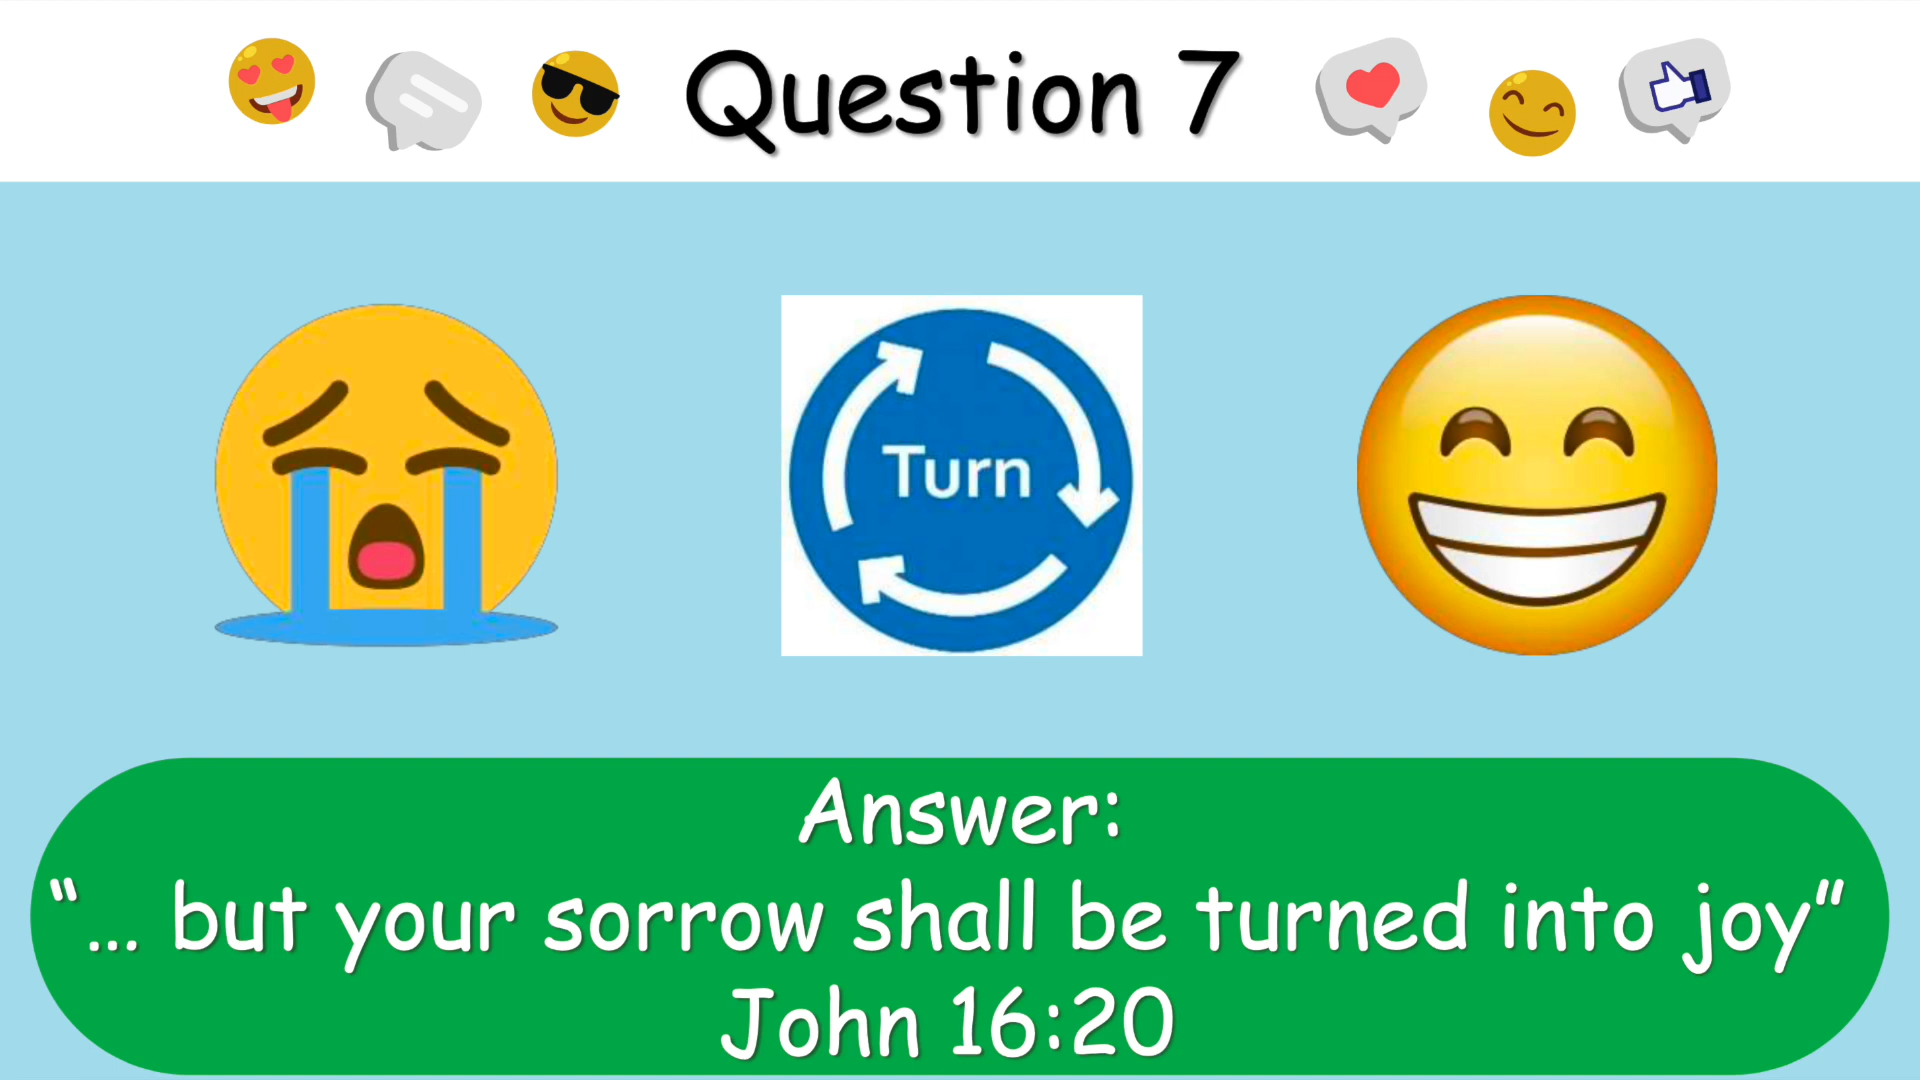 Question 7
Turn
Answer:
“... but your sorrow shall be turned into joy”
John 16:20